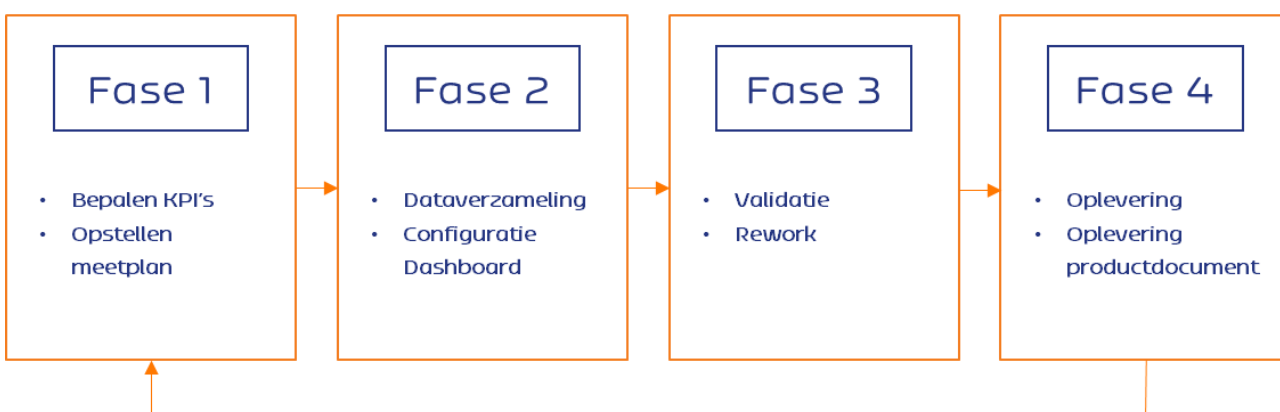 Fase 1
• Bepalen KPI's
• Opstellen
meetplan
Fase 2
• Dataverzameling
• Configuratie
Dashboard
Fase 3
• Validatie
• Rework
Fase 4
• Oplevering
• Oplevering
productdocument